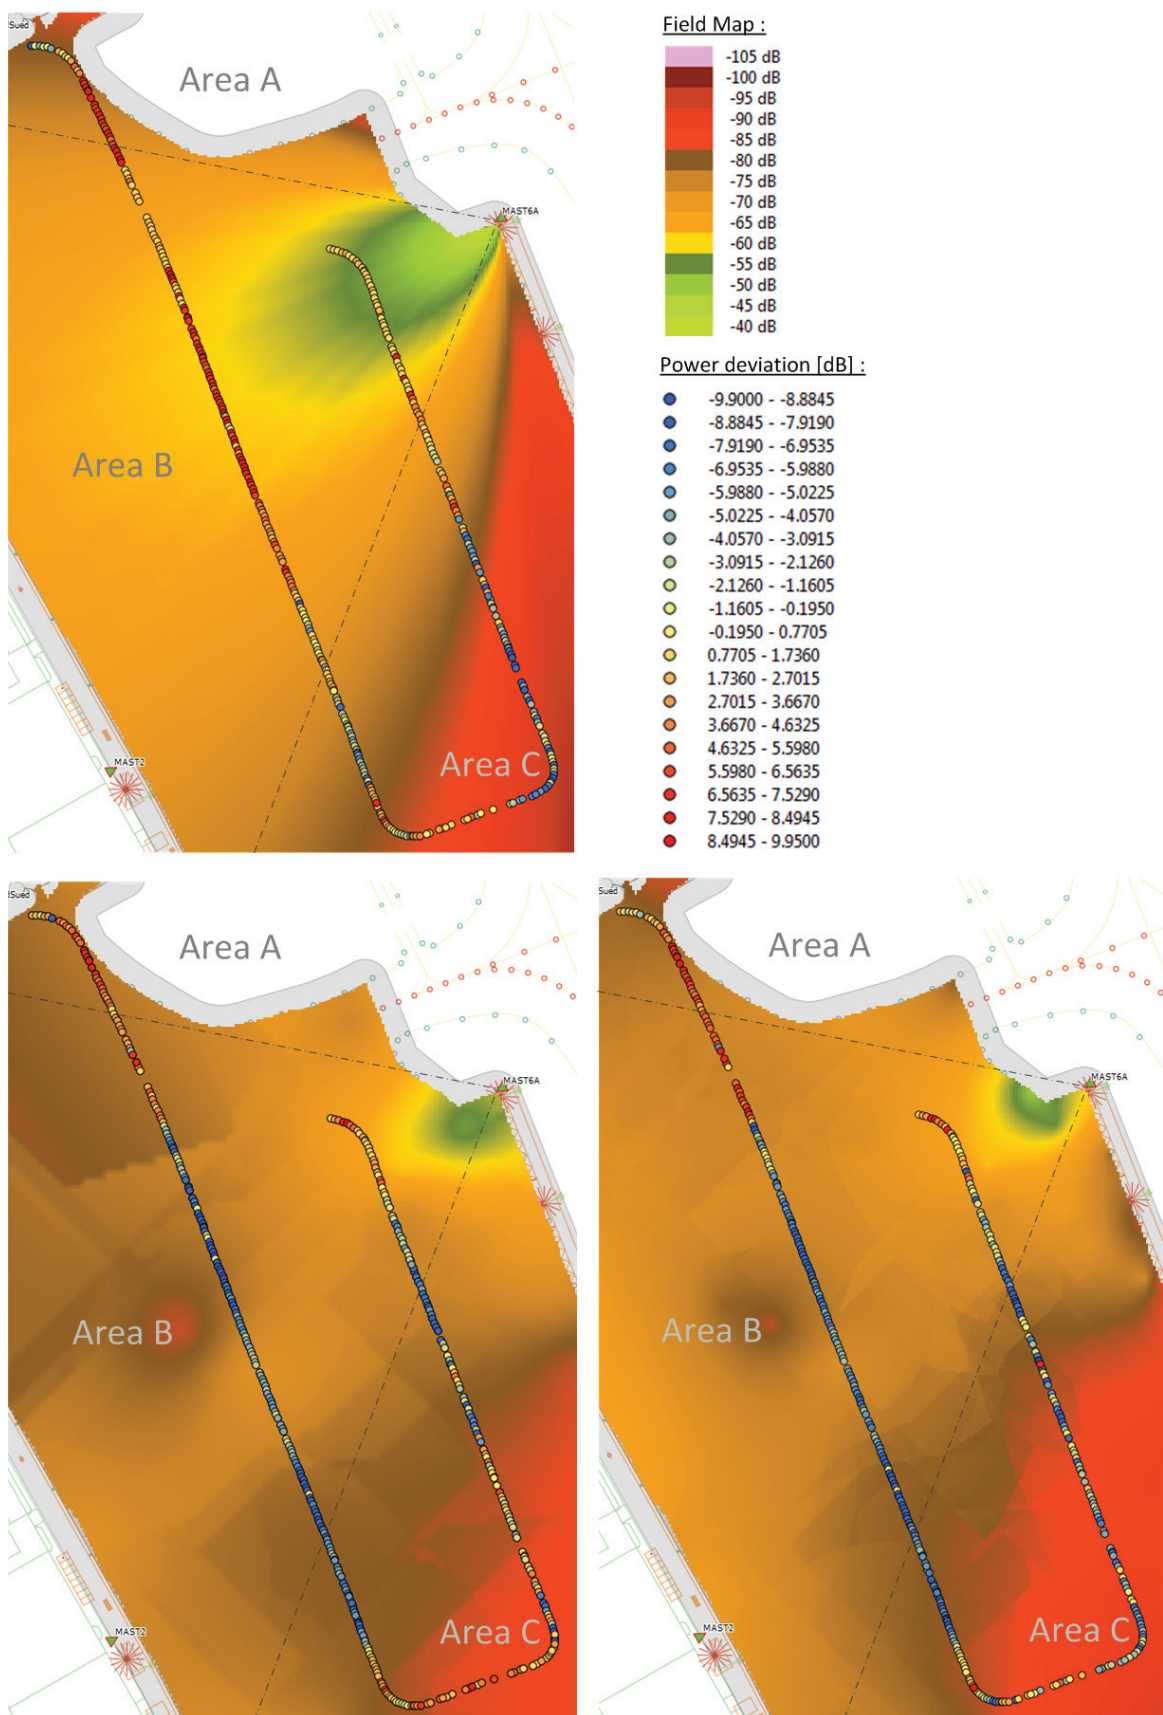 Sued
Area A
MAST6A
Area B
MAST2
Area C
Field Map :
-105 dB
-100 dB
-95 dB
-90 dB
-85 dB
-80 dB
-75 dB
-70 dB
-65 dB
-60 dB
-55 dB
-50 dB
-45 dB
-40 dB
Power deviation [dB] :
-9.9000 - -8.8845
-8.8845 - -7.9190
-7.9190 - -6.9535
-6.9535 - -5.9880
-5.9880 - -5.0225
-5.0225 - -4.0570
-4.0570 - -3.0915
-3.0915 - -2.1260
-2.1260 - -1.1605
-1.1605 - -0.1950
-0.1950 - 0.7705
0.7705 - 1.7360
1.7360 - 2.7015
2.7015 - 3.6670
3.6670 - 4.6325
4.6325 - 5.5980
5.5980 - 6.5635
6.5635 - 7.5290
7.5290 - 8.4945
8.4945 - 9.9500
dSued
Area A
MAST6A
Area B
MAST2
Area C
Sued
Area A
MAST6A
Area B
MAST2
Area C